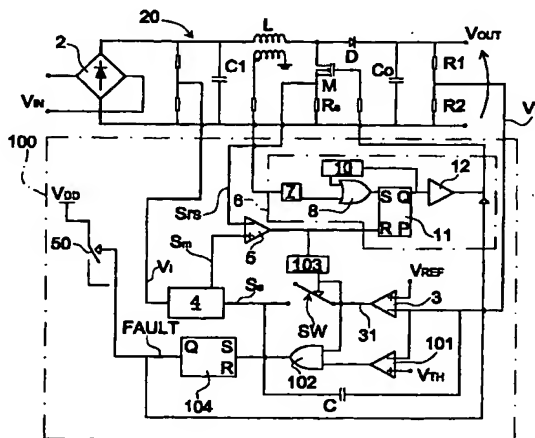 20
L
VOUT
2
C1
D
Co
R1
M
VIN
Rs
R2
V
100
VDD
10
12
6
7
8
S Q
R P
11
50
Srs
Sm
5
Vi
103
4
Se
VREF
SW
31
3
FAULT
Q S
R
104
102
101
VTH
C